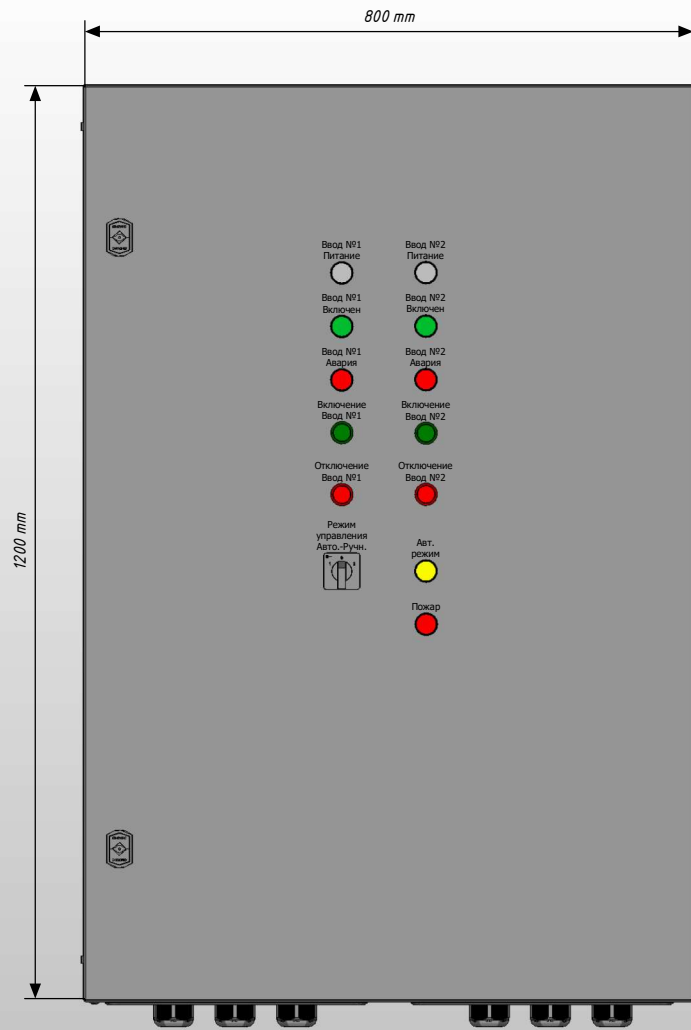 800 mm
1200 mm
Ввод №1
Питание
Ввод №2
Питание
Ввод №1
Включен
Ввод №2
Включен
Ввод №1
Авария
Ввод №2
Авария
Включение
Ввод №1
Включение
Ввод №2
Отключение
Ввод №1
Отключение
Ввод №2
Режим
управления
Авто.-Ручн.
Авт.
режим
Пожар